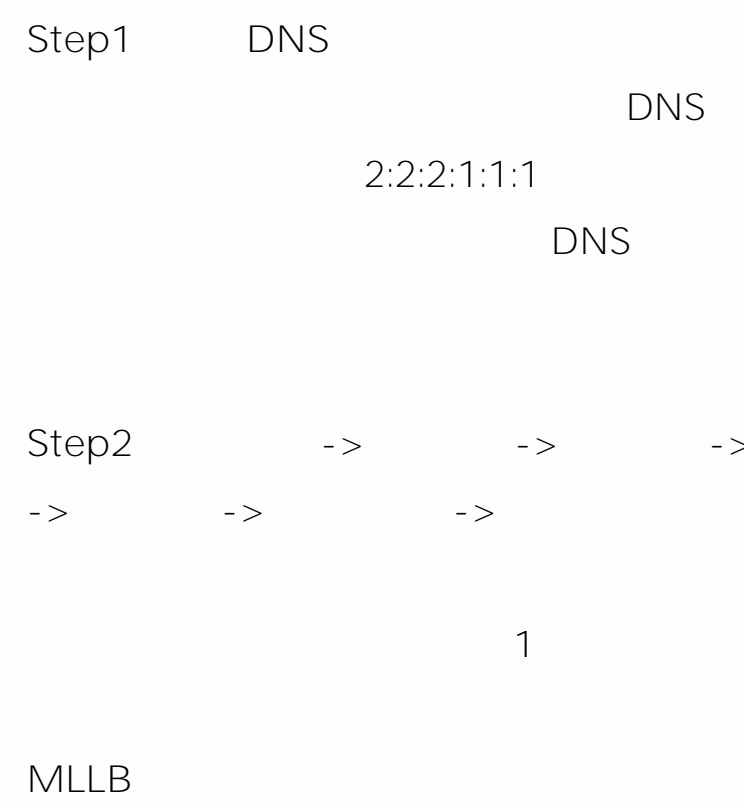 Step1 DNS
DNS
2:2:2:1:1:1
DNS
Step2 -> -> ->
-> -> ->
1
MLLB